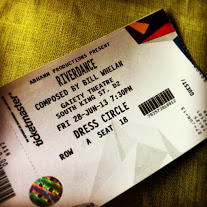 ABHANN PRODUCTIONS PRESENT
RIVERDANCE
COMPOSED BY BILL WHELAN
GAIETY THEATRE
SOUTH KING ST. D2
FRI 28-JUN-13 7:30PM
DRESS CIRCLE
ROW A SEAT 18
ticketmaster